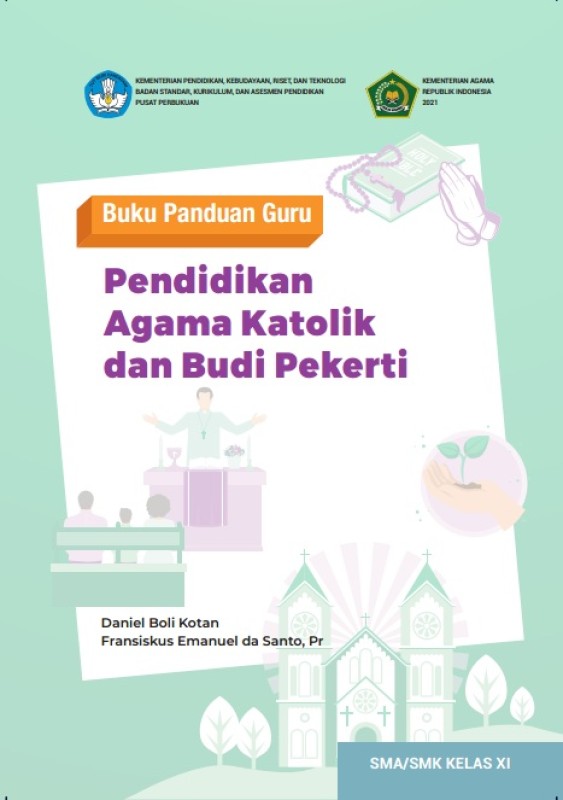 KEMENTERIAN PENDIDIKAN, KEBUDAYAAN, RISET, DAN TEKNOLOGI
BADAN STANDAR, KURIKULUM, DAN ASESMEN PENDIDIKAN
PUSAT PERBUKUAN
KEMENTERIAN AGAMA
REPUBLIK INDONESIA
2021
HOLY
BIBLE
Buku Panduan Guru
Pendidikan
Agama Katolik
dan Budi Pekerti
Daniel Boli Kotan
Fransiskus Emanuel da Santo, Pr
SMA/SMK KELAS XI